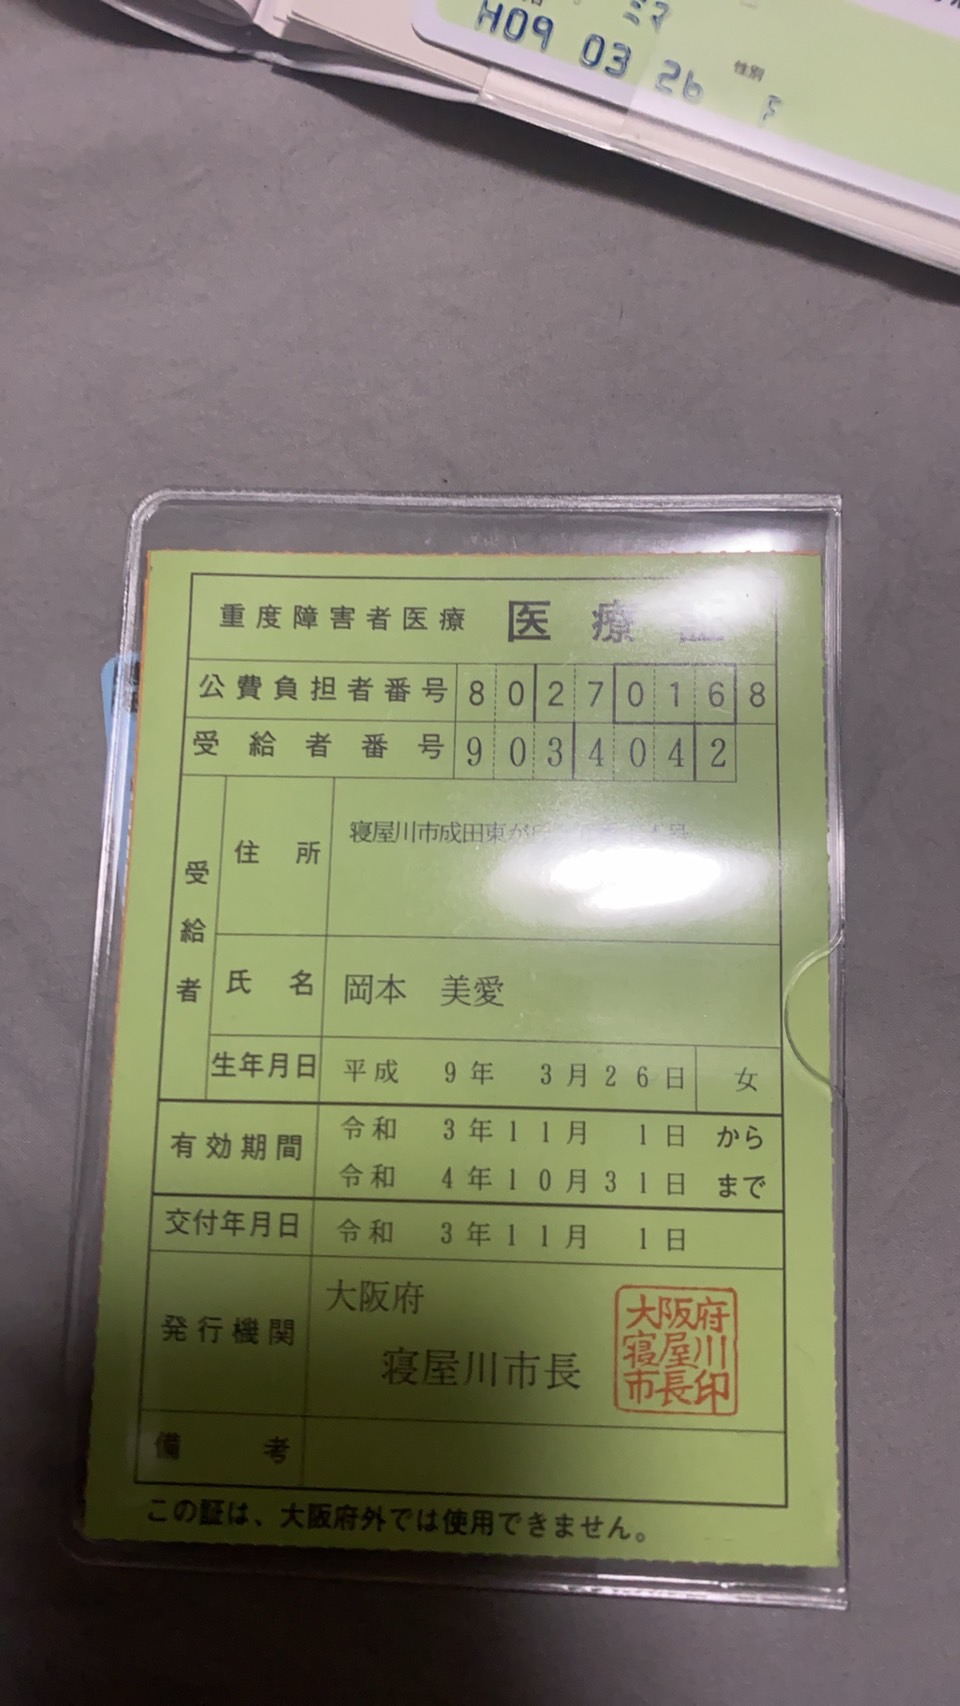 ミマ
H09 03 26 性別 F
重度障害者医療 医療証
公費負担者番号 80270168
受給者番号 9034042
受給者
住所 寝屋川市成田東が丘
氏名 岡本 美愛
生年月日 平成 9年 3月26日 女
有効期間 令和 3年11月 1日 から
令和 4年10月31日 まで
交付年月日 令和 3年11月 1日
発行機関 大阪府
寝屋川市長
大阪府
寝屋川
市長印
備考
この証は、大阪府外では使用できません。